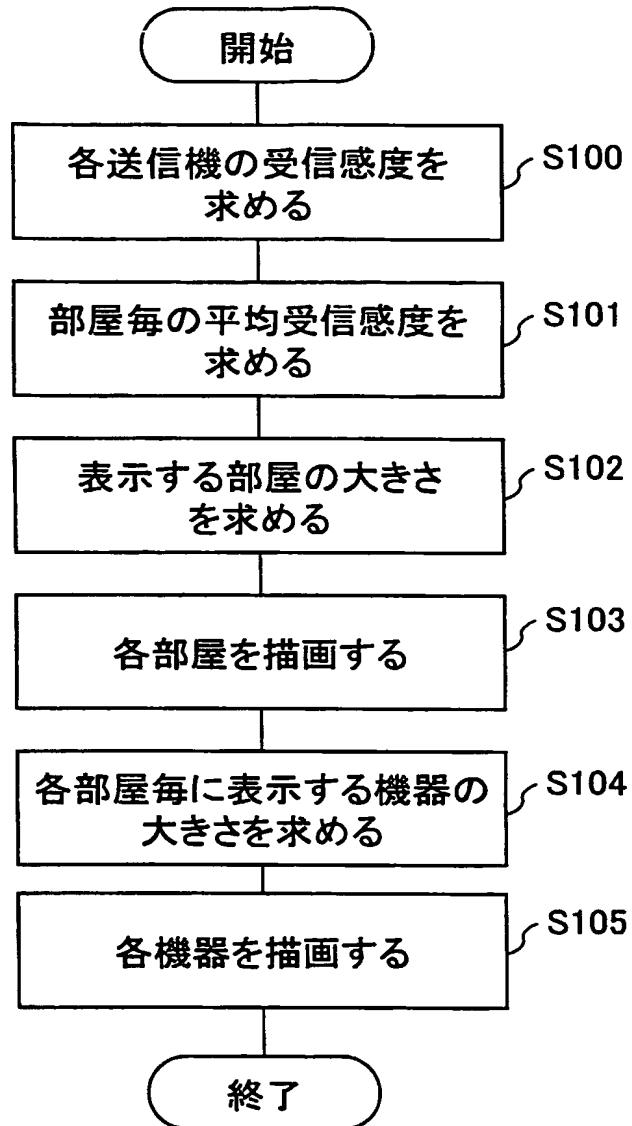 開始
各送信機の受信感度を
求める
S100
部屋毎の平均受信感度を
求める
S101
表示する部屋の大きさ
を求める
S102
各部屋を描画する
S103
各部屋毎に表示する機器の
大きさを求める
S104
各機器を描画する
S105
終了